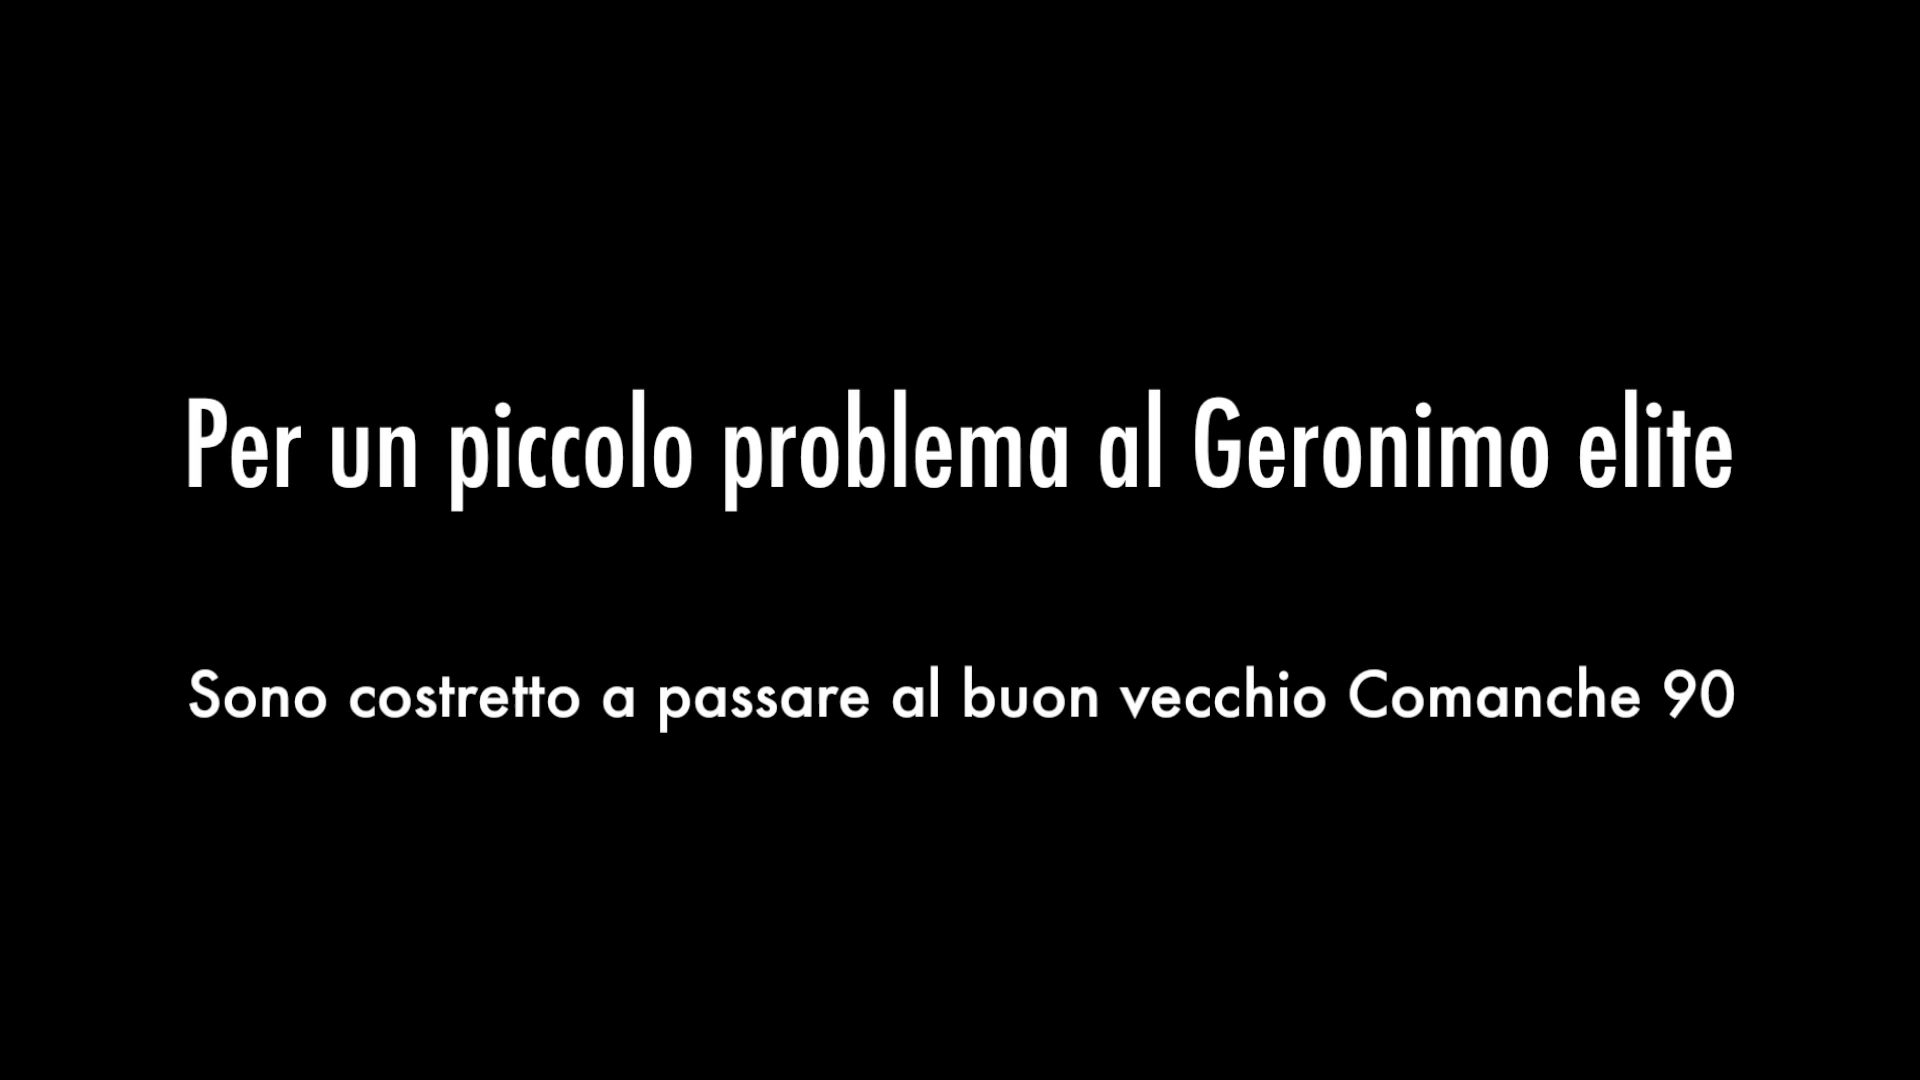 Per un piccolo problema al Geronimo elite
Sono costretto a passare al buon vecchio Comanche 90